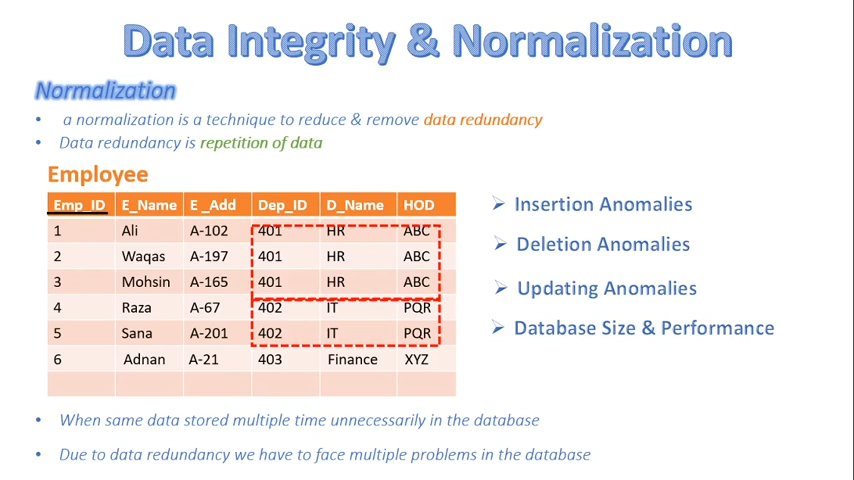 Data Integrity & Normalization
Normalization
• a normalization is a technique to reduce & remove data redundancy
• Data redundancy is repetition of data
Employee
Emp_ID E_Name E _Add Dep_ID D_Name HOD
1 Ali A-102 401 HR ABC
2 Waqas A-197 401 HR ABC
3 Mohsin A-165 401 HR ABC
4 Raza A-67 402 IT PQR
5 Sana A-201 402 IT PQR
6 Adnan A-21 403 Finance XYZ
➢ Insertion Anomalies
➢ Deletion Anomalies
➢ Updating Anomalies
➢ Database Size & Performance
• When same data stored multiple time unnecessarily in the database
• Due to data redundancy we have to face multiple problems in the database